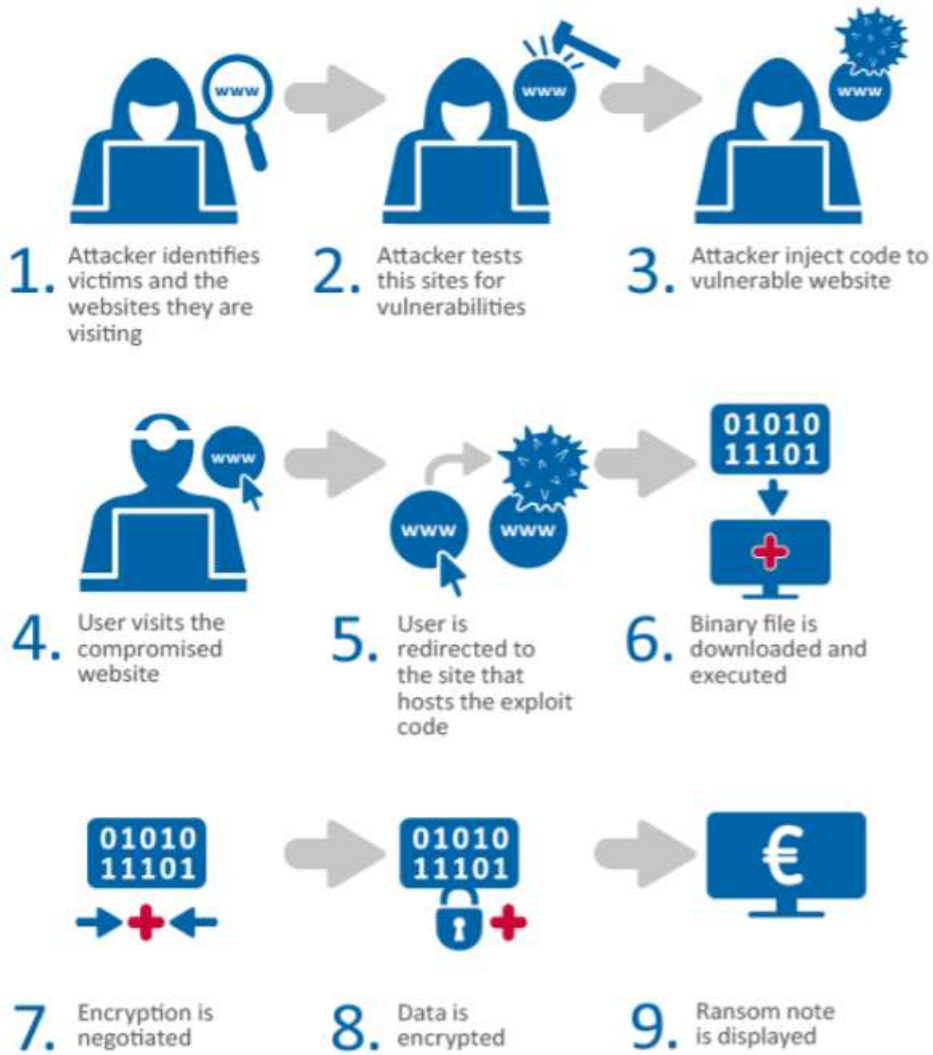 www
www
www
1. Attacker identifies
victims and the
websites they are
visiting
2. Attacker tests
this sites for
vulnerabilities
3. Attacker inject code to
vulnerable website
www
www
www
01010
11101
4. User visits the
compromised
website
5. User is
redirected to
the site that
hosts the exploit
code
6. Binary file is
downloaded and
executed
01010
11101
01010
11101
€
7. Encryption is
negotiated
8. Data is
encrypted
9. Ransom note
is displayed